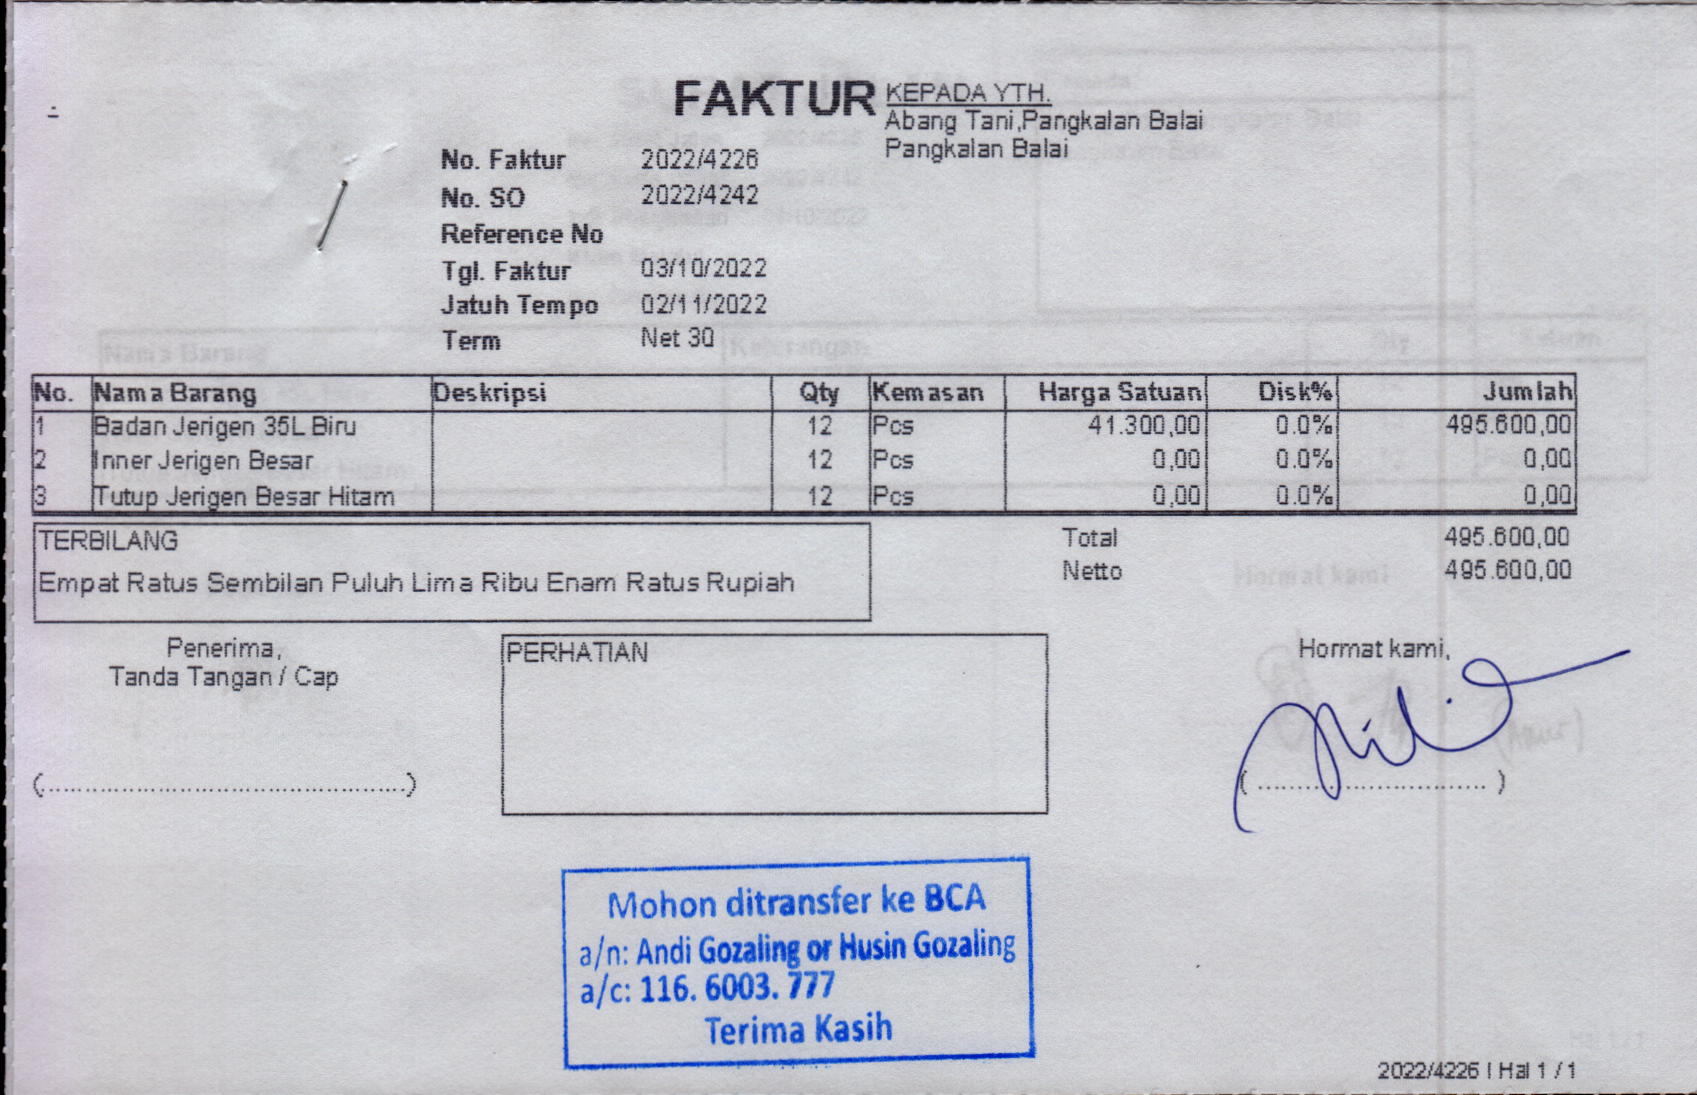 FAKTUR
KEPADA YTH.
Abang Tani,Pangkalan Balai
Pangkalan Balai
No. Faktur 2022/4226
No. SO 2022/4242
Reference No
Tgl. Faktur 03/10/2022
Jatuh Tempo 02/11/2022
Term Net 30
No. Nama Barang Deskripsi Qty Kemasan Harga Satuan Disk% Jumlah
1 Badan Jerigen 35L Biru 12 Pcs 41.300,00 0.0% 495.600,00
2 Inner Jerigen Besar 12 Pcs 0,00 0.0% 0,00
3 Tutup Jerigen Besar Hitam 12 Pcs 0,00 0.0% 0,00
TERBILANG
Empat Ratus Sembilan Puluh Lima Ribu Enam Ratus Rupiah
Total 495.600,00
Netto 495.600,00
Penerima,
Tanda Tangan / Cap
(................................................)
PERHATIAN
Hormat kami,
( .............................. )
Mohon ditransfer ke BCA
a/n: Andi Gozaling or Husin Gozaling
a/c: 116. 6003. 777
Terima Kasih
2022/4226 | Hal 1 / 1